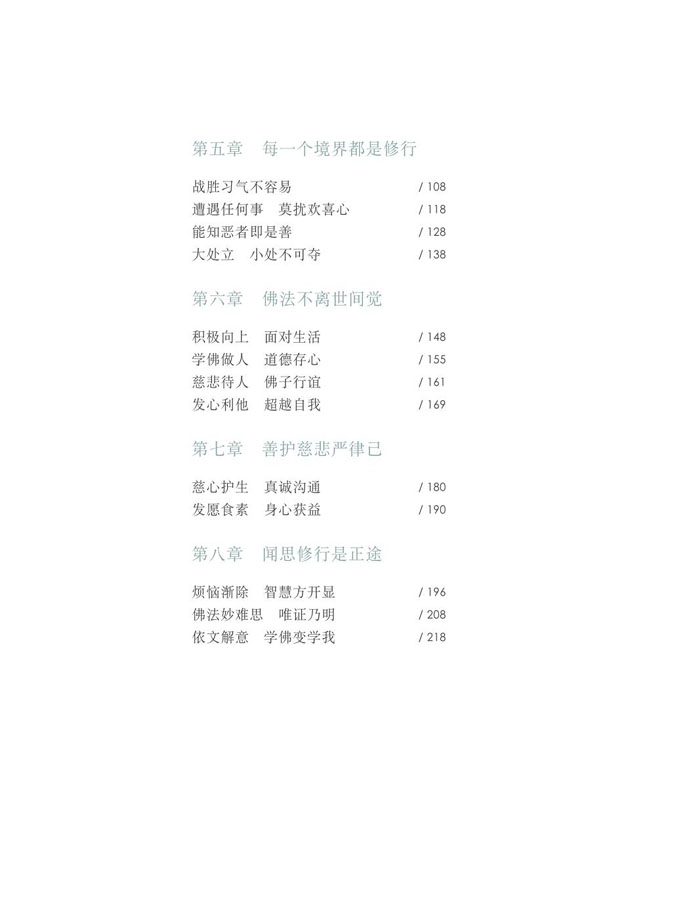 第五章　每一个境界都是修行
战胜习气不容易 / 108
遭遇任何事　莫扰欢喜心 / 118
能知恶者即是善 / 128
大处立　小处不可夺 / 138
第六章　佛法不离世间觉
积极向上　面对生活 / 148
学佛做人　道德存心 / 155
慈悲待人　佛子行谊 / 161
发心利他　超越自我 / 169
第七章　善护慈悲严律己
慈心护生　真诚沟通 / 180
发愿食素　身心获益 / 190
第八章　闻思修行是正途
烦恼渐除　智慧方开显 / 196
佛法妙难思　唯证乃明 / 208
依文解意　学佛变学我 / 218